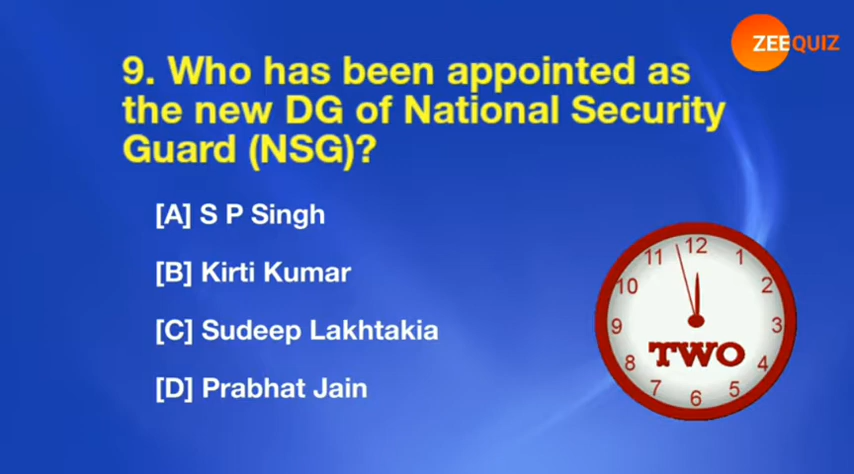 ZEEQUIZ
9. Who has been appointed as
the new DG of National Security
Guard (NSG)?
[A] S P Singh
[B] Kirti Kumar
[C] Sudeep Lakhtakia
[D] Prabhat Jain
12
11 1
10 2
9 3
TWO
8 4
7 5
6